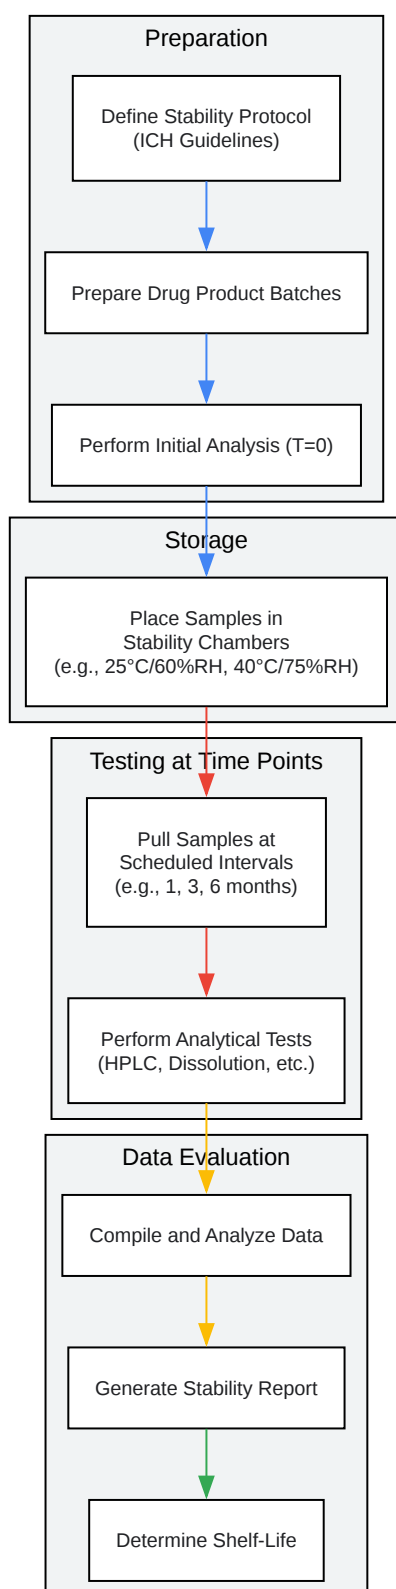 Preparation
Define Stability Protocol
(ICH Guidelines)
Prepare Drug Product Batches
Perform Initial Analysis (T=0)
Storage
Place Samples in
Stability Chambers
(e.g., 25°C/60%RH, 40°C/75%RH)
Testing at Time Points
Pull Samples at
Scheduled Intervals
(e.g., 1, 3, 6 months)
Perform Analytical Tests
(HPLC, Dissolution, etc.)
Data Evaluation
Compile and Analyze Data
Generate Stability Report
Determine Shelf-Life